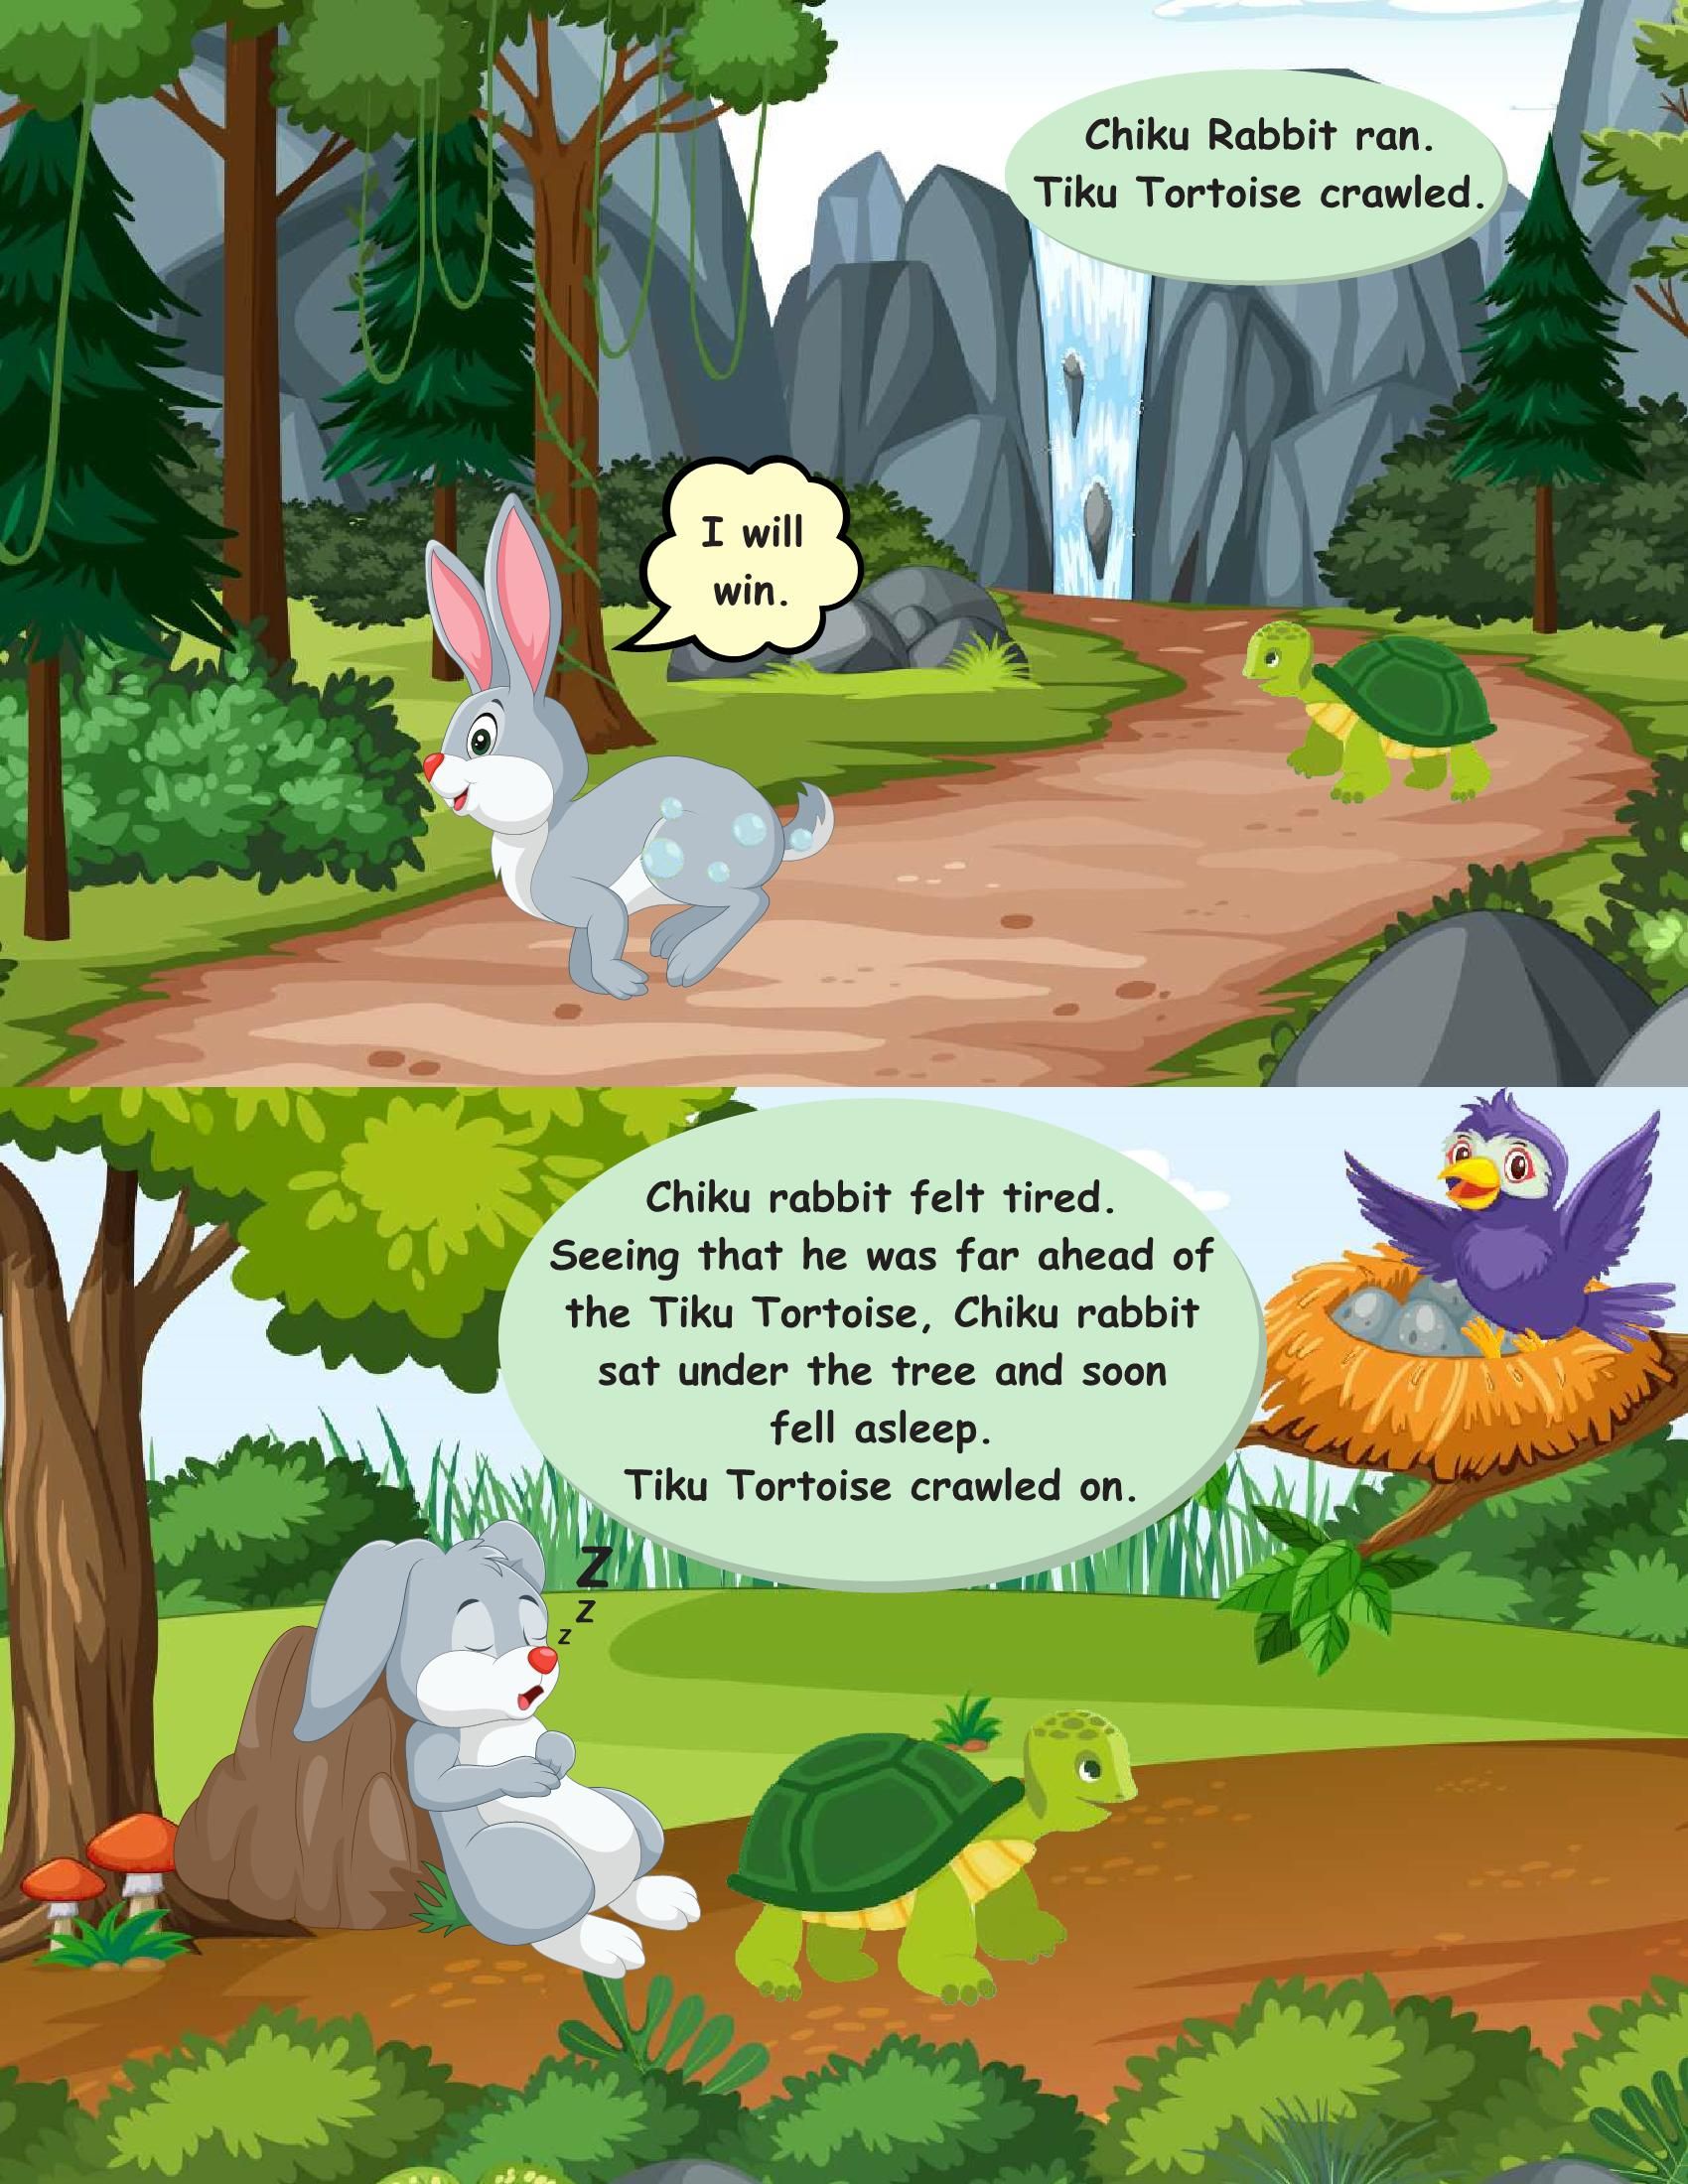 Chiku Rabbit ran.
Tiku Tortoise crawled.
I will
win.
Chiku rabbit felt tired.
Seeing that he was far ahead of
the Tiku Tortoise, Chiku rabbit
sat under the tree and soon
fell asleep.
Tiku Tortoise crawled on.
Z
z
z